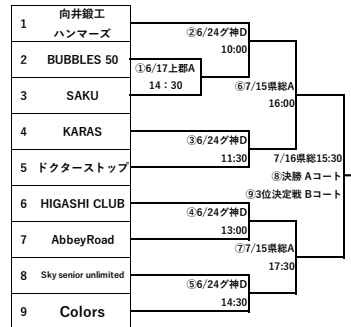 1 向井鍛工
ハンマーズ
2 BUBBLES 50
3 SAKU
4 KARAS
5 ドクターストップ
6 HIGASHI CLUB
7 AbbeyRoad
8 Sky senior unlimited
9 Colors
①6/17上郡A
14：30
②6/24グ神D
10:00
③6/24グ神D
11:30
④6/24グ神D
13:00
⑤6/24グ神D
14:30
⑥7/15県総A
16:00
⑦7/15県総A
17:30
7/16県総15:30
⑧決勝 Aコート
⑨3位決定戦 Bコート